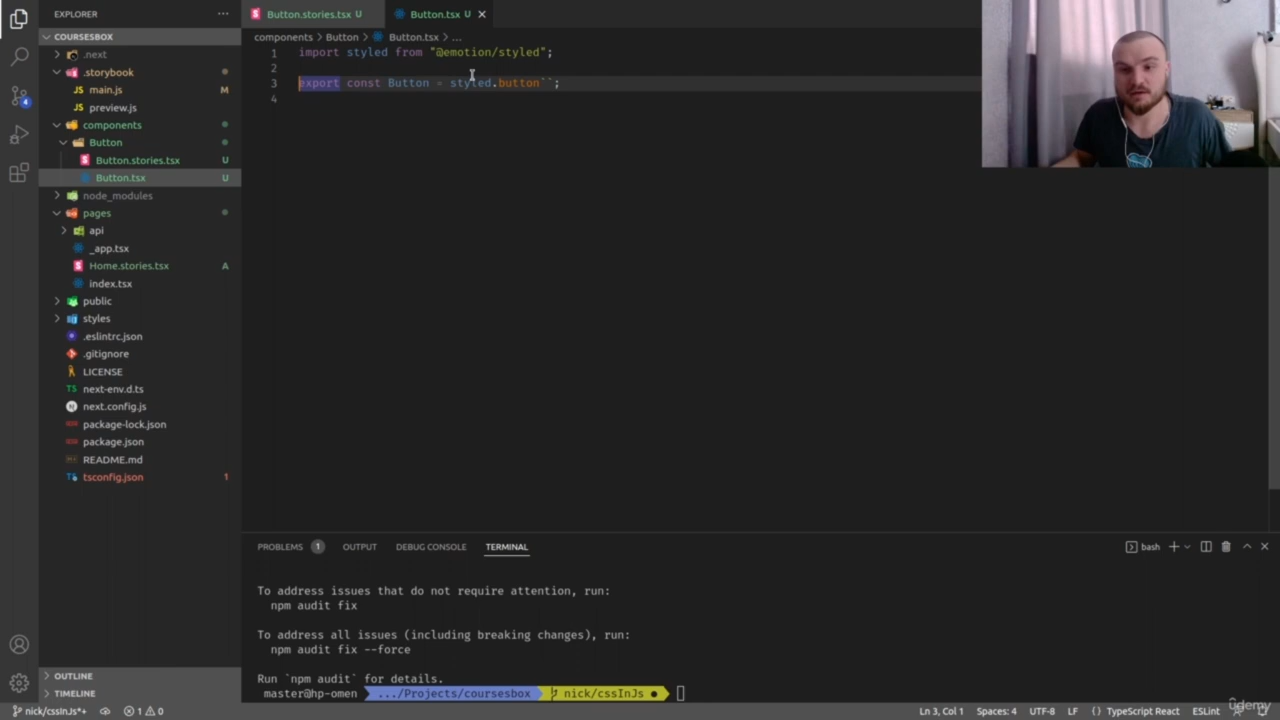 EXPLORER
···
Button.stories.tsx U
Button.tsx U
COURSESBOX
components > Button > Button.tsx > ...
.next
.storybook
main.js M
preview.js
components
Button
Button.stories.tsx U
Button.tsx U
node_modules
pages
api
_app.tsx
Home.stories.tsx A
index.tsx
public
styles
.eslintrc.json
.gitignore
LICENSE
next-env.d.ts
next.config.js
package-lock.json
package.json
README.md
tsconfig.json 1
OUTLINE
TIMELINE
4
1 import styled from "@emotion/styled";
2
3 export const Button = styled.button``;
4
PROBLEMS 1 OUTPUT DEBUG CONSOLE TERMINAL
bash
To address issues that do not require attention, run:
npm audit fix
To address all issues (including breaking changes), run:
npm audit fix --force
Run `npm audit` for details.
master@hp-omen .../Projects/coursesbox nick/cssInJs ●
nick/cssInJs*+ 1 0
Ln 3, Col 1 Spaces: 4 UTF-8 LF {} TypeScript React ESLint
ûdemy